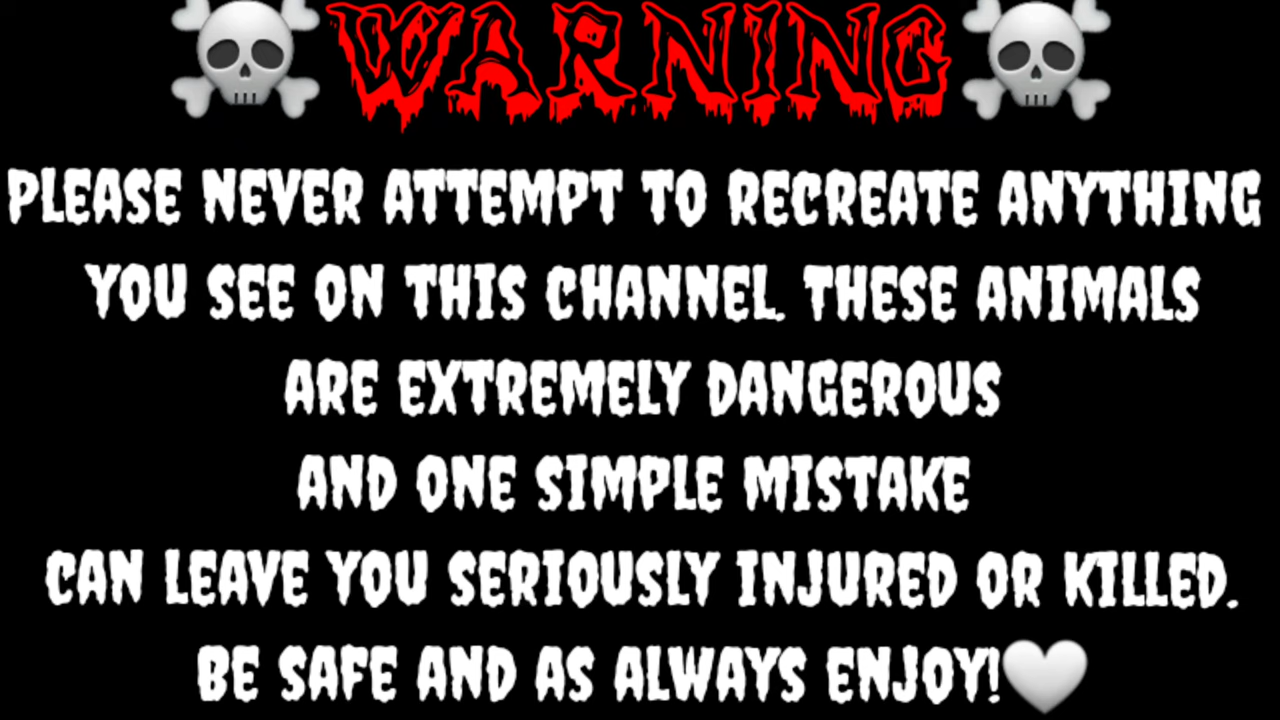 ☠WARNING☠
PLEASE NEVER ATTEMPT TO RECREATE ANYTHING
YOU SEE ON THIS CHANNEL. THESE ANIMALS
ARE EXTREMELY DANGEROUS
AND ONE SIMPLE MISTAKE
CAN LEAVE YOU SERIOUSLY INJURED OR KILLED.
BE SAFE AND AS ALWAYS ENJOY!🤍